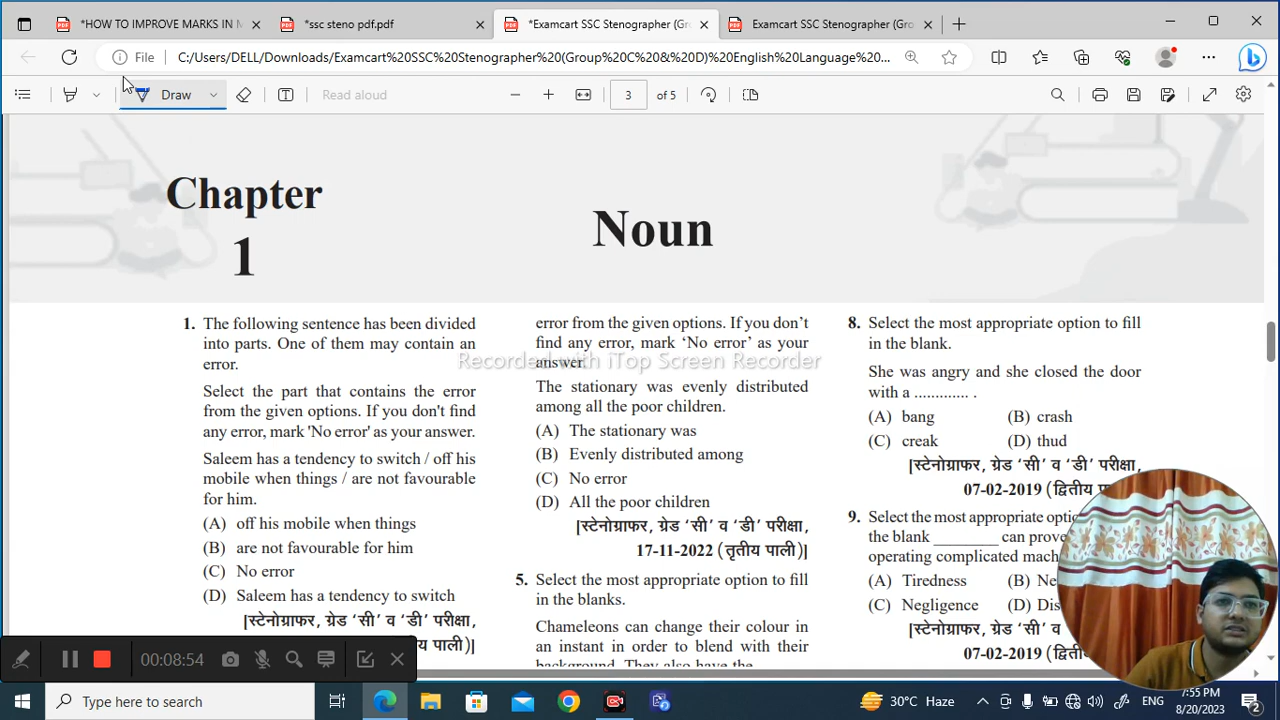 *HOW TO IMPROVE MARKS IN M
*ssc steno pdf.pdf
*Examcart SSC Stenographer (Gr
Examcart SSC Stenographer (Gro
File
C:/Users/DELL/Downloads/Examcart%20SSC%20Stenographer%20(Group%20C%20&%20D)%20English%20Language%20...
Draw
Read aloud
3
of 5
Chapter
1
Noun
1. The following sentence has been divided
into parts. One of them may contain an
error.
Select the part that contains the error
from the given options. If you don't find
any error, mark 'No error' as your answer.
Saleem has a tendency to switch / off his
mobile when things / are not favourable
for him.
(A) off his mobile when things
(B) are not favourable for him
(C) No error
(D) Saleem has a tendency to switch
[स्टेनोग्राफर, ग्रेड ‘सी’ व ‘डी’ परीक्षा,
पाली)]
error from the given options. If you don’t
find any error, mark ‘No error’ as your
answer.
The stationary was evenly distributed
among all the poor children.
(A) The stationary was
(B) Evenly distributed among
(C) No error
(D) All the poor children
[स्टेनोग्राफर, ग्रेड ‘सी’ व ‘डी’ परीक्षा,
17-11-2022 (तृतीय पाली)]
5. Select the most appropriate option to fill
in the blanks.
Chameleons can change their colour in
an instant in order to blend with their
background. They also have the
8. Select the most appropriate option to fill
in the blank.
She was angry and she closed the door
with a ............. .
(A) bang (B) crash
(C) creak (D) thud
[स्टेनोग्राफर, ग्रेड ‘सी’ व ‘डी’ परीक्षा,
07-02-2019 (द्वितीय
9. Select the most appropriate
the blank ________ can prove
operating complicated
(A) Tiredness (B) Ne
(C) Negligence (D) Dis
[स्टेनोग्राफर, ग्रेड ‘सी’ व
07-02-2019
Recorded with iTop Screen Recorder
00:08:54
Type here to search
30°C Haze
ENG
7:55 PM
8/20/2023
2